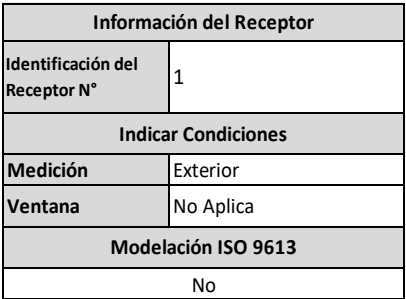 Información del Receptor
Identificación del
Receptor N° 1
Indicar Condiciones
Medición Exterior
Ventana No Aplica
Modelación ISO 9613
No